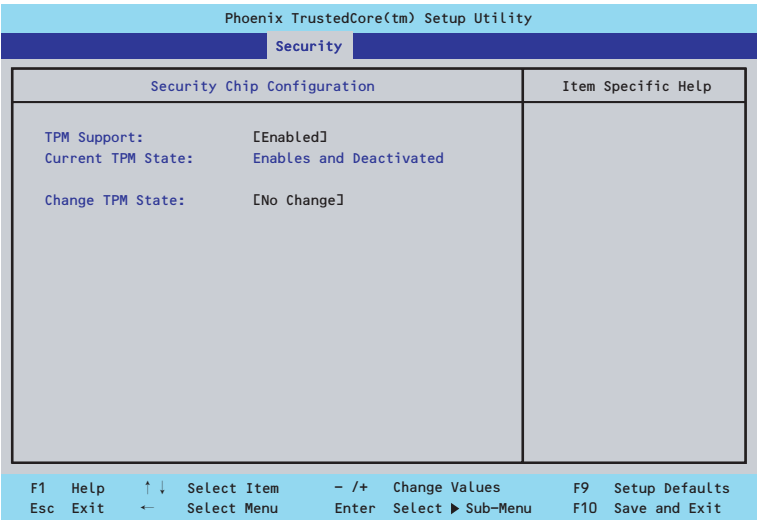 Phoenix TrustedCore(tm) Setup Utility
Security
Security Chip Configuration
Item Specific Help
TPM Support: [Enabled]
Current TPM State: Enables and Deactivated
Change TPM State: [No Change]
F1 Help ↑↓ Select Item - /+ Change Values F9 Setup Defaults
Esc Exit ← Select Menu Enter Select ▶ Sub-Menu F10 Save and Exit